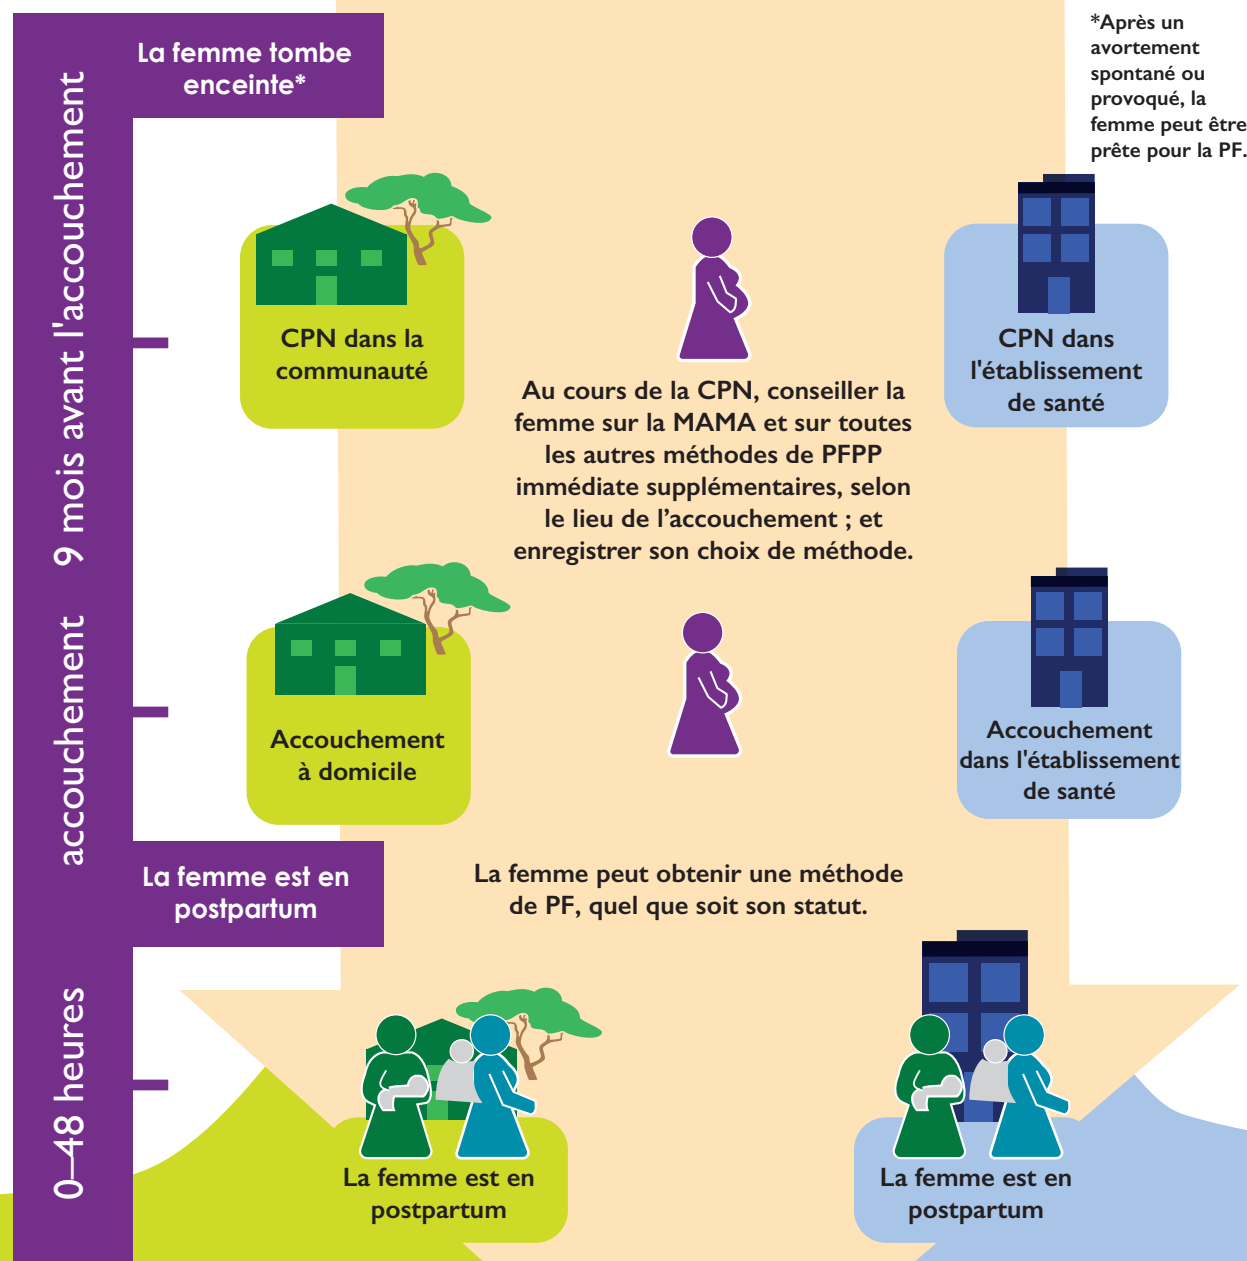 La femme tombe
enceinte*
*Après un
avortement
spontané ou
provoqué, la
femme peut être
prête pour la PF.
9 mois avant l'accouchement
CPN dans la
communauté
CPN dans
l'établissement
de santé
Au cours de la CPN, conseiller la
femme sur la MAMA et sur toutes
les autres méthodes de PFPP
immédiate supplémentaires, selon
le lieu de l’accouchement ; et
enregistrer son choix de méthode.
accouchement
Accouchement
à domicile
Accouchement
dans l'établissement
de santé
La femme est en
postpartum
La femme peut obtenir une méthode
de PF, quel que soit son statut.
0–48 heures
La femme est en
postpartum
La femme est en
postpartum